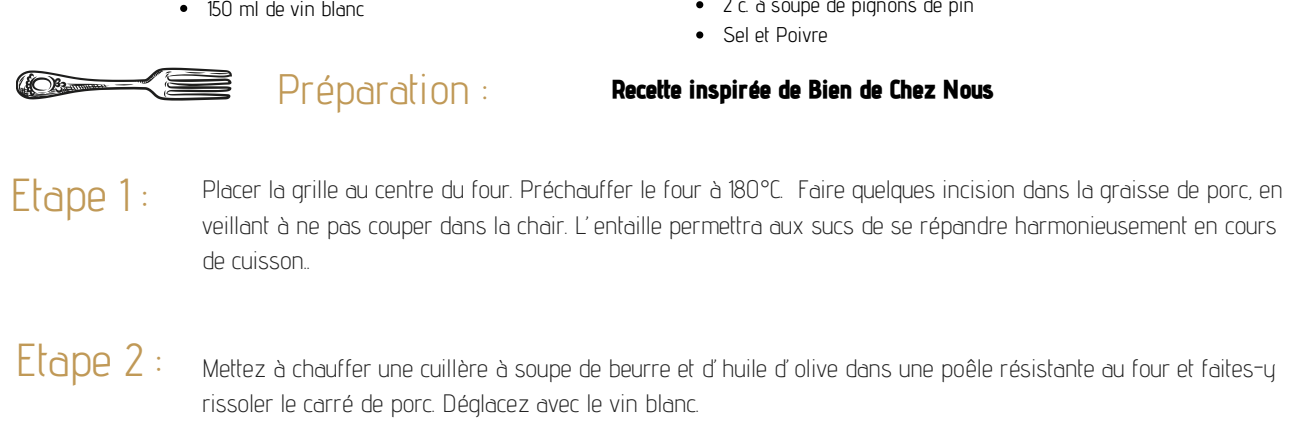 150 ml de vin blanc
2 c. à soupe de pignons de pin
Sel et Poivre
Préparation :
Recette inspirée de Bien de Chez Nous
Etape 1 :
Placer la grille au centre du four. Préchauffer le four à 180°C. Faire quelques incision dans la graisse de porc, en
veillant à ne pas couper dans la chair. L' entaille permettra aux sucs de se répandre harmonieusement en cours
de cuisson..
Etape 2 :
Mettez à chauffer une cuillère à soupe de beurre et d' huile d' olive dans une poêle résistante au four et faites-y
rissoler le carré de porc. Déglacez avec le vin blanc.